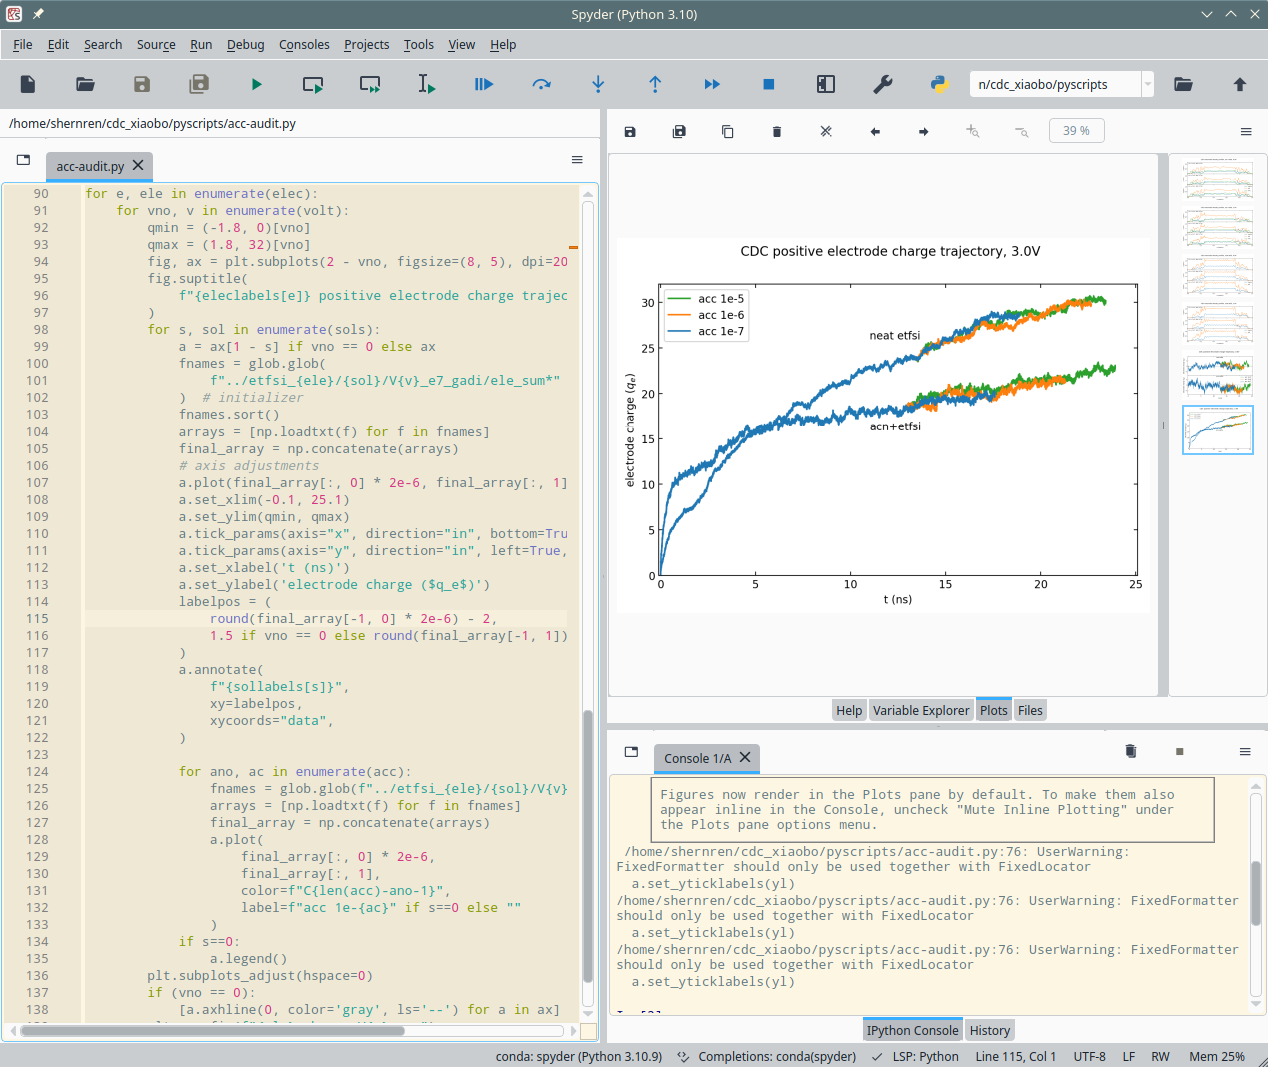 Spyder (Python 3.10)
File Edit Search Source Run Debug Consoles Projects Tools View Help
n/cdc_xiaobo/pyscripts
/home/shernren/cdc_xiaobo/pyscripts/acc-audit.py
acc-audit.py
90 for e, ele in enumerate(elec):
91 for vno, v in enumerate(volt):
92 qmin = (-1.8, 0)[vno]
93 qmax = (1.8, 32)[vno]
94 fig, ax = plt.subplots(2 - vno, figsize=(8, 5), dpi=20
95 fig.suptitle(
96 f"{eleclabels[e]} positive electrode charge trajec
97 )
98 for s, sol in enumerate(sols):
99 a = ax[1 - s] if vno == 0 else ax
100 fnames = glob.glob(
101 f"../etfsi_{ele}/{sol}/V{v}_e7_gadi/ele_sum*"
102 ) # initializer
103 fnames.sort()
104 arrays = [np.loadtxt(f) for f in fnames]
105 final_array = np.concatenate(arrays)
106 # axis adjustments
107 a.plot(final_array[:, 0] * 2e-6, final_array[:, 1]
108 a.set_xlim(-0.1, 25.1)
109 a.set_ylim(qmin, qmax)
110 a.tick_params(axis="x", direction="in", bottom=Tru
111 a.tick_params(axis="y", direction="in", left=True,
112 a.set_xlabel('t (ns)')
113 a.set_ylabel('electrode charge ($q_e$)')
114 labelpos = (
115 round(final_array[-1, 0] * 2e-6) - 2,
116 1.5 if vno == 0 else round(final_array[-1, 1])
117 )
118 a.annotate(
119 f"{sollabels[s]}",
120 xy=labelpos,
121 xycoords="data",
122 )
123
124 for ano, ac in enumerate(acc):
125 fnames = glob.glob(f"../etfsi_{ele}/{sol}/V{v}
126 arrays = [np.loadtxt(f) for f in fnames]
127 final_array = np.concatenate(arrays)
128 a.plot(
129 final_array[:, 0] * 2e-6,
130 final_array[:, 1],
131 color=f"C{len(acc)-ano-1}",
132 label=f"acc 1e-{ac}" if s==0 else ""
133 )
134 if s==0:
135 a.legend()
136 plt.subplots_adjust(hspace=0)
137 if (vno == 0):
138 [a.axhline(0, color='gray', ls='--') for a in ax]
39 %
CDC positive electrode charge trajectory, 3.0V
acc 1e-5
acc 1e-6
acc 1e-7
neat etfsi
acn+etfsi
electrode charge (qe)
30
25
20
15
10
5
0
0 5 10 15 20 25
t (ns)
Help Variable Explorer Plots Files
Console 1/A
Figures now render in the Plots pane by default. To make them also
appear inline in the Console, uncheck "Mute Inline Plotting" under
the Plots pane options menu.
/home/shernren/cdc_xiaobo/pyscripts/acc-audit.py:76: UserWarning:
FixedFormatter should only be used together with FixedLocator
a.set_yticklabels(yl)
/home/shernren/cdc_xiaobo/pyscripts/acc-audit.py:76: UserWarning: FixedFormatter
should only be used together with FixedLocator
a.set_yticklabels(yl)
/home/shernren/cdc_xiaobo/pyscripts/acc-audit.py:76: UserWarning: FixedFormatter
should only be used together with FixedLocator
a.set_yticklabels(yl)
IPython Console History
conda: spyder (Python 3.10.9) Completions: conda(spyder) LSP: Python Line 115, Col 1 UTF-8 LF RW Mem 25%